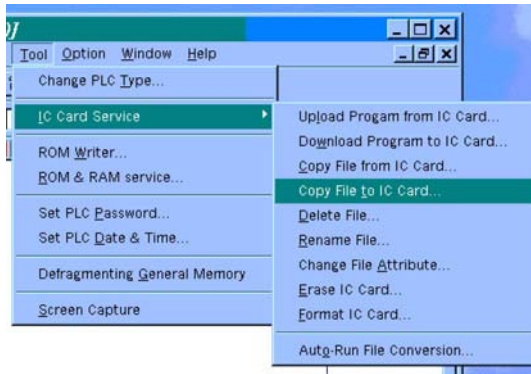 Tool Option Window Help
Change PLC Type...
IC Card Service
ROM Writer...
ROM & RAM service...
Set PLC Password...
Set PLC Date & Time...
Defragmenting General Memory
Screen Capture
Upload Progam from IC Card...
Download Program to IC Card...
Copy File from IC Card...
Copy File to IC Card...
Delete File...
Rename File...
Change File Attribute...
Erase IC Card...
Format IC Card...
Auto-Run File Conversion...